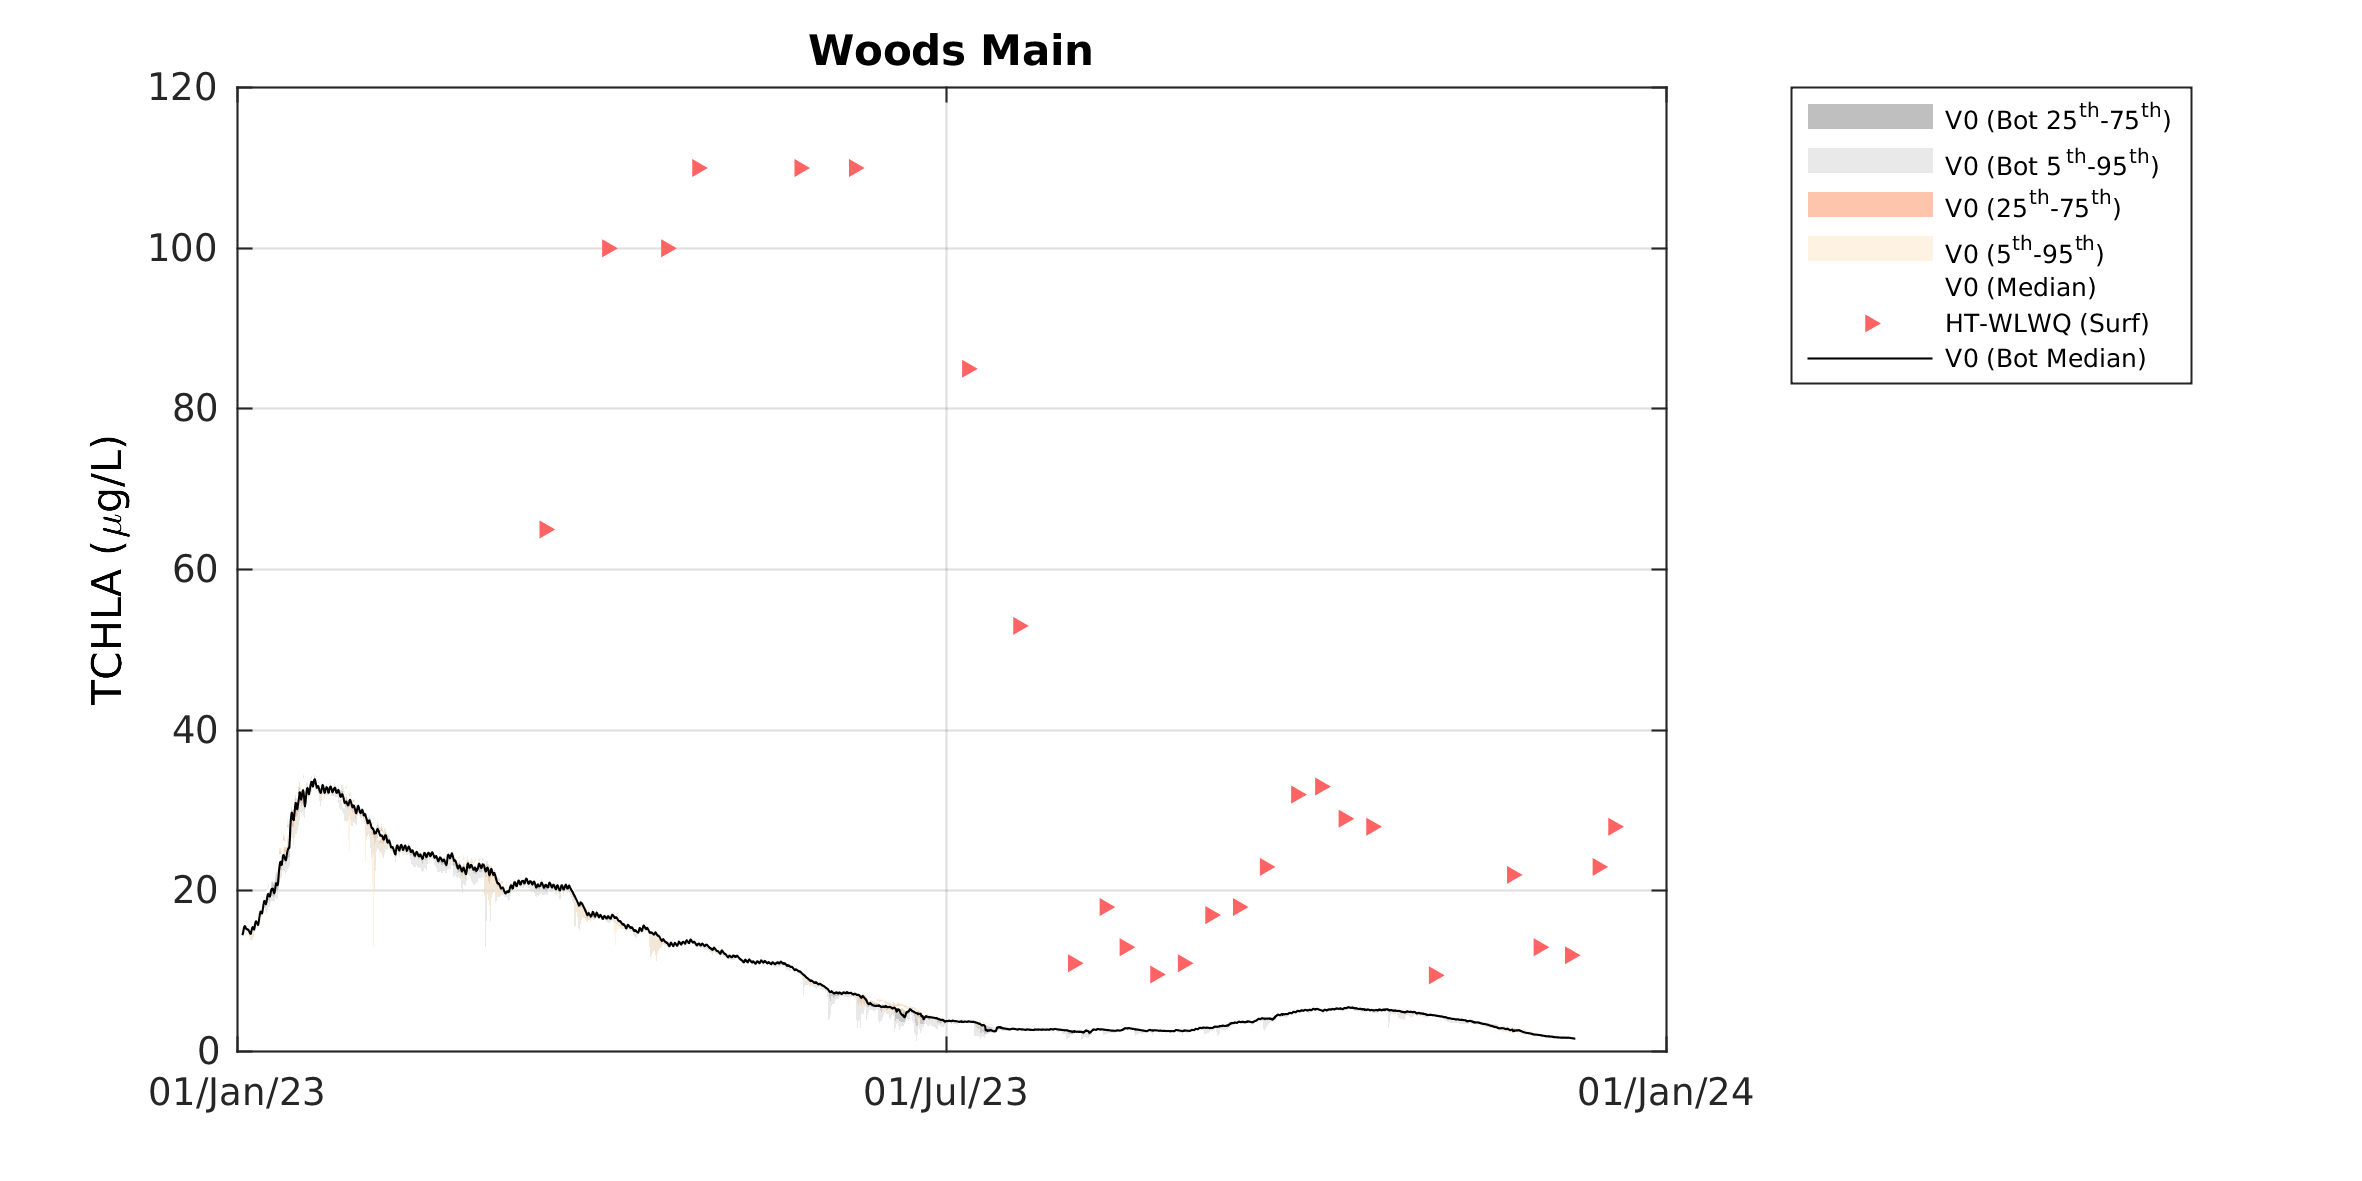 Woods Main
120
100
80
60
40
20
0
TCHLA (μg/L)
01/Jan/23
01/Jul/23
01/Jan/24
V0 (Bot 25th-75th)
V0 (Bot 5th-95th)
V0 (25th-75th)
V0 (5th-95th)
V0 (Median)
HT-WLWQ (Surf)
V0 (Bot Median)